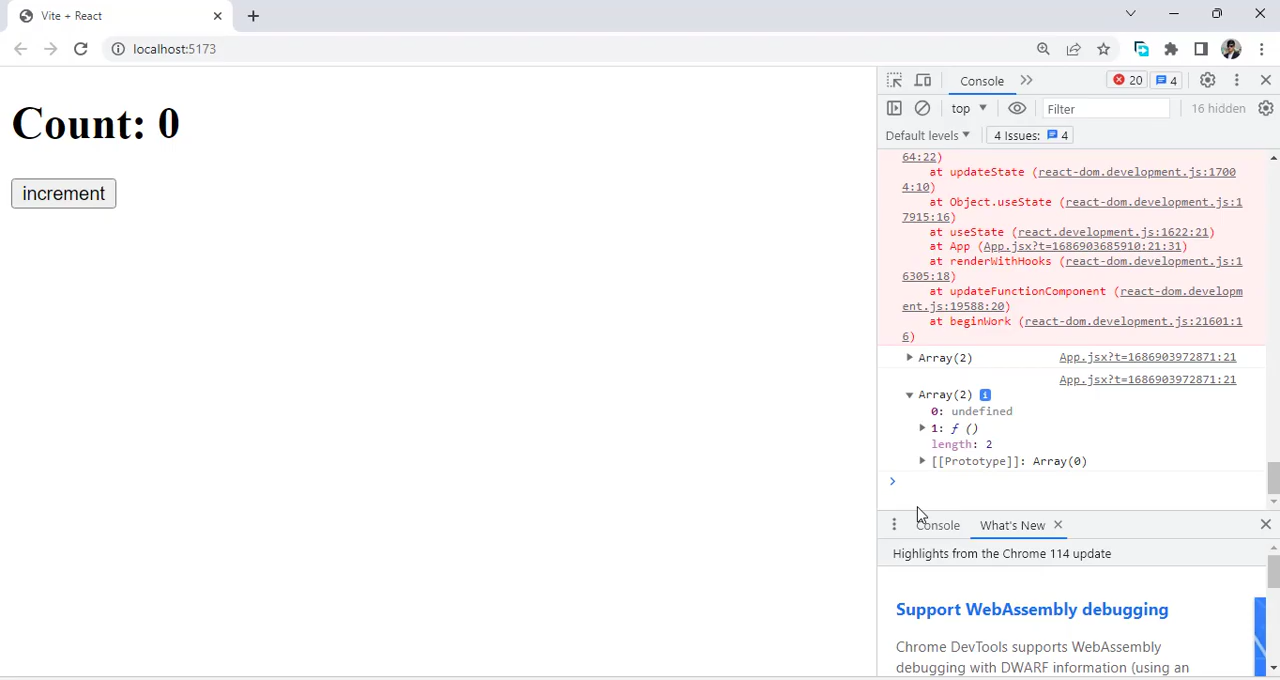 Vite + React
localhost:5173
Count: 0
increment
Console
20
4
top
Filter
16 hidden
Default levels
4 Issues:
4
64:22)
at updateState (react-dom.development.js:1700
4:10)
at Object.useState (react-dom.development.js:1
7915:16)
at useState (react.development.js:1622:21)
at App (App.jsx?t=1686903685910:21:31)
at renderWithHooks (react-dom.development.js:1
6305:18)
at updateFunctionComponent (react-dom.developm
ent.js:19588:20)
at beginWork (react-dom.development.js:21601:1
6)
Array(2) App.jsx?t=1686903972871:21
App.jsx?t=1686903972871:21
Array(2) i
0: undefined
1: ƒ ()
length: 2
[[Prototype]]: Array(0)
Console
What's New
Highlights from the Chrome 114 update
Support WebAssembly debugging
Chrome DevTools supports WebAssembly
debugging with DWARF information (using an